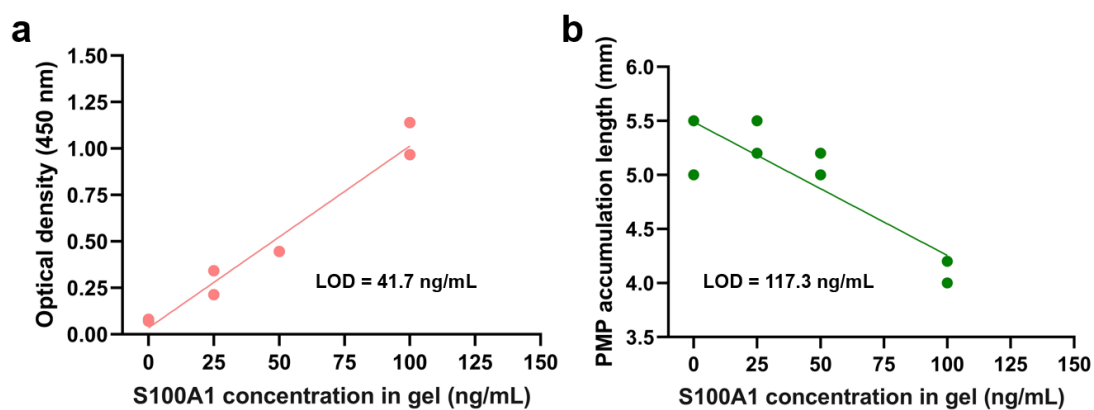 a
1.50
1.25
1.00
0.75
0.50
0.25
0.00
Optical density (450 nm)
LOD = 41.7 ng/mL
0 25 50 75 100 125 150
S100A1 concentration in gel (ng/mL)
b
6.0
5.5
5.0
4.5
4.0
3.5
PMP accumulation length (mm)
LOD = 117.3 ng/mL
0 25 50 75 100 125 150
S100A1 concentration in gel (ng/mL)